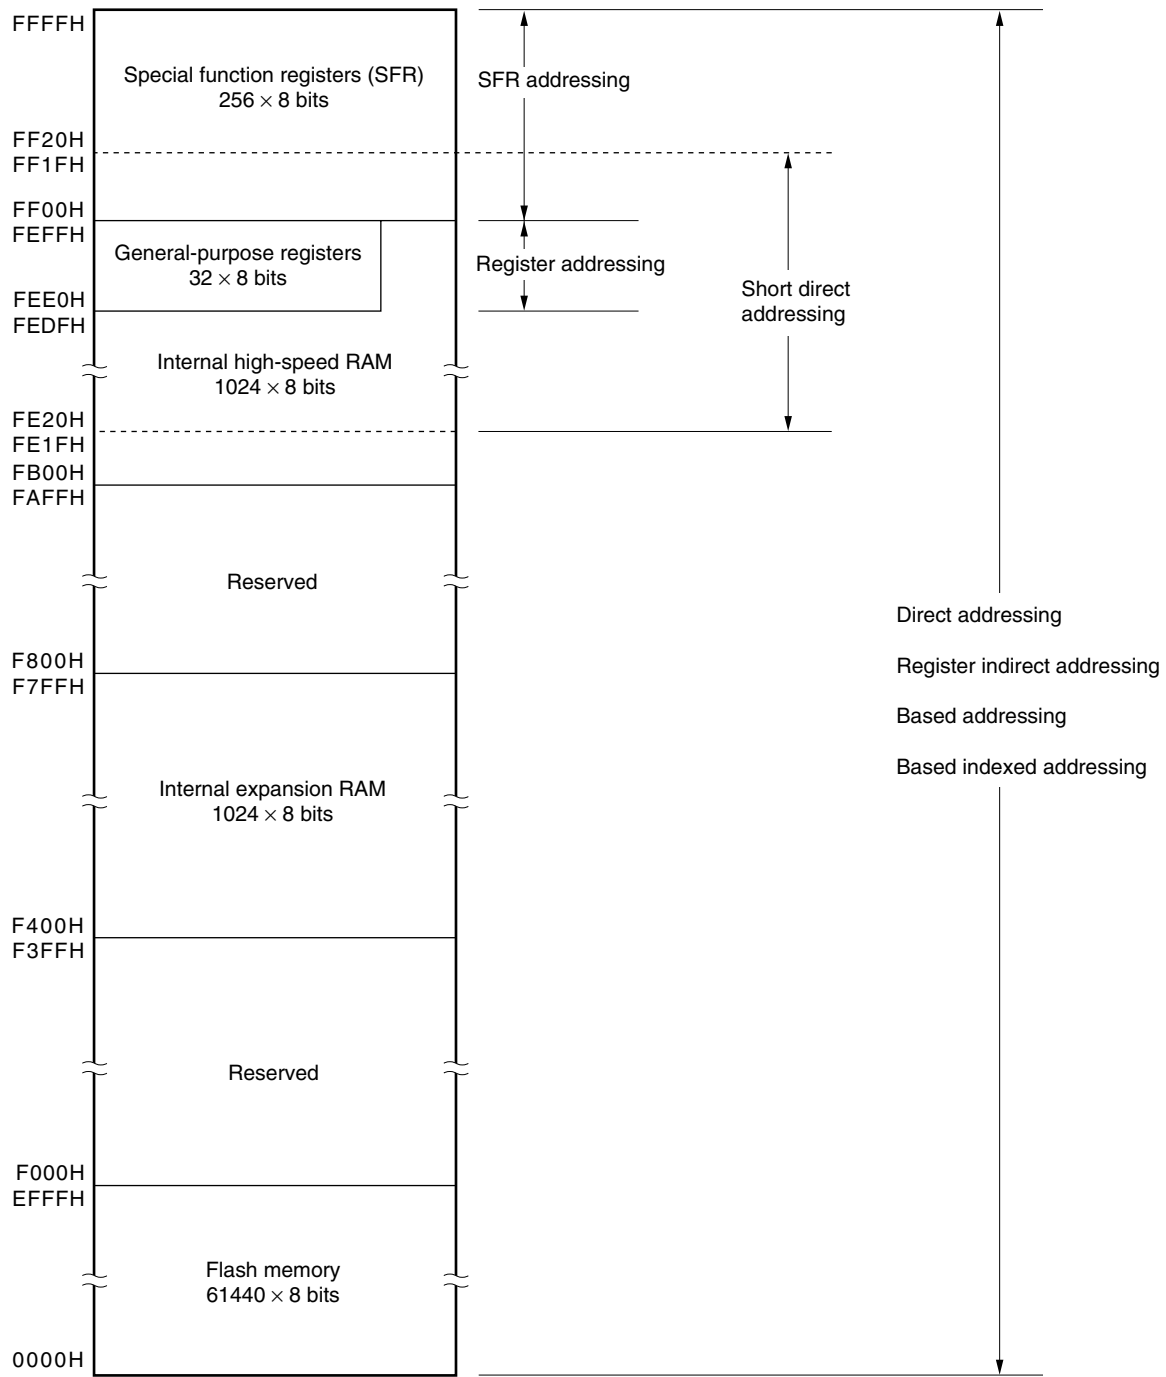 FFFFH
Special function registers (SFR)
256 × 8 bits
SFR addressing
FF20H
FF1FH
FF00H
FEFFH
General-purpose registers
32 × 8 bits
Register addressing
Short direct
addressing
FEE0H
FEDFH
Internal high-speed RAM
1024 × 8 bits
FE20H
FE1FH
FB00H
FAFFH
Reserved
Direct addressing
Register indirect addressing
Based addressing
Based indexed addressing
F800H
F7FFH
Internal expansion RAM
1024 × 8 bits
F400H
F3FFH
Reserved
F000H
EFFFH
Flash memory
61440 × 8 bits
0000H